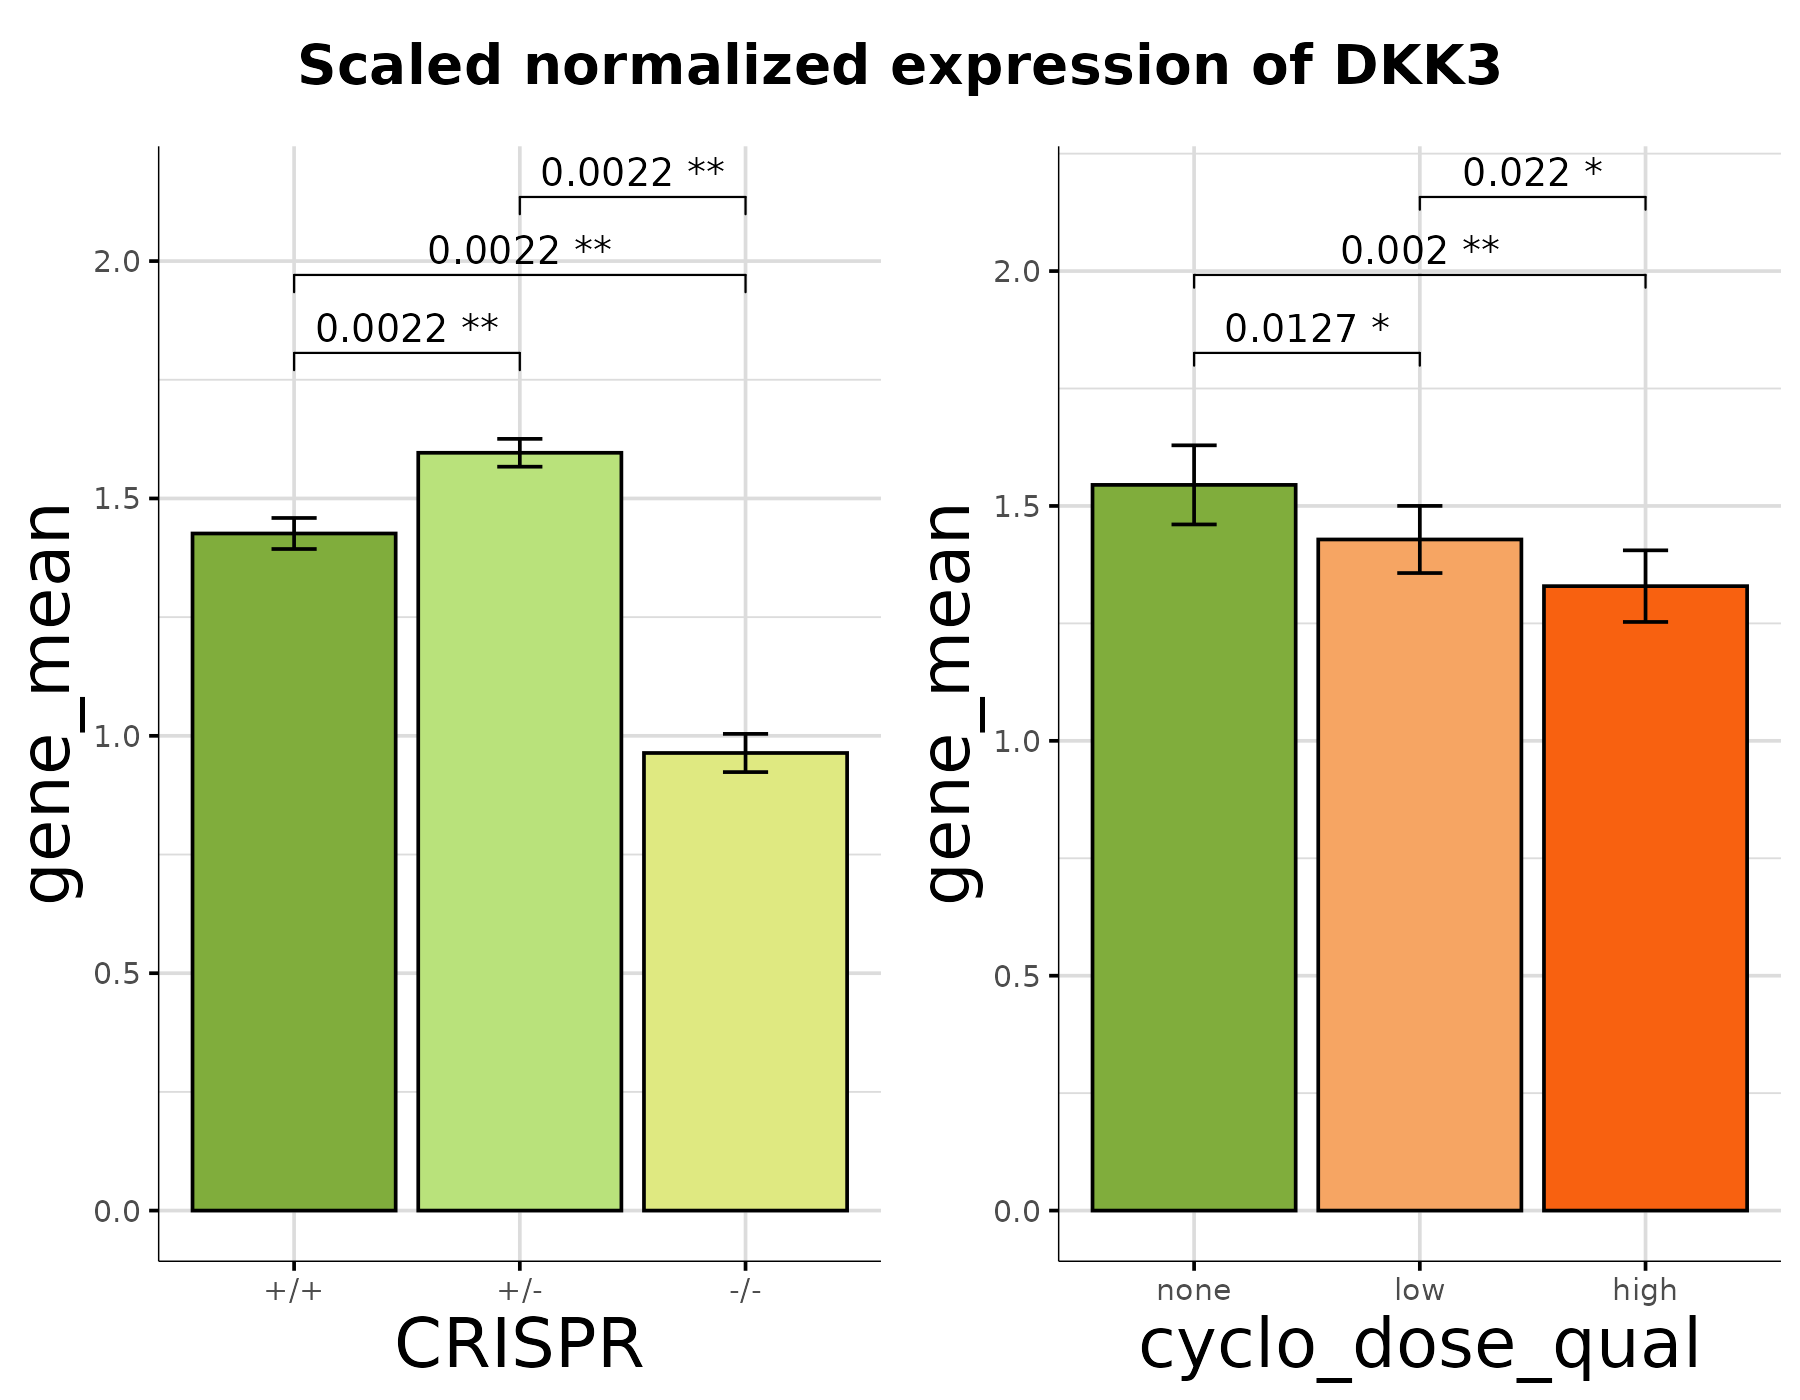 Scaled normalized expression of DKK3
gene_mean
2.0
1.5
1.0
0.5
0.0
0.0022 **
0.0022 **
0.0022 **
+/+ +/- -/-
CRISPR
gene_mean
2.0
1.5
1.0
0.5
0.0
0.022 *
0.002 **
0.0127 *
none low high
cyclo_dose_qual